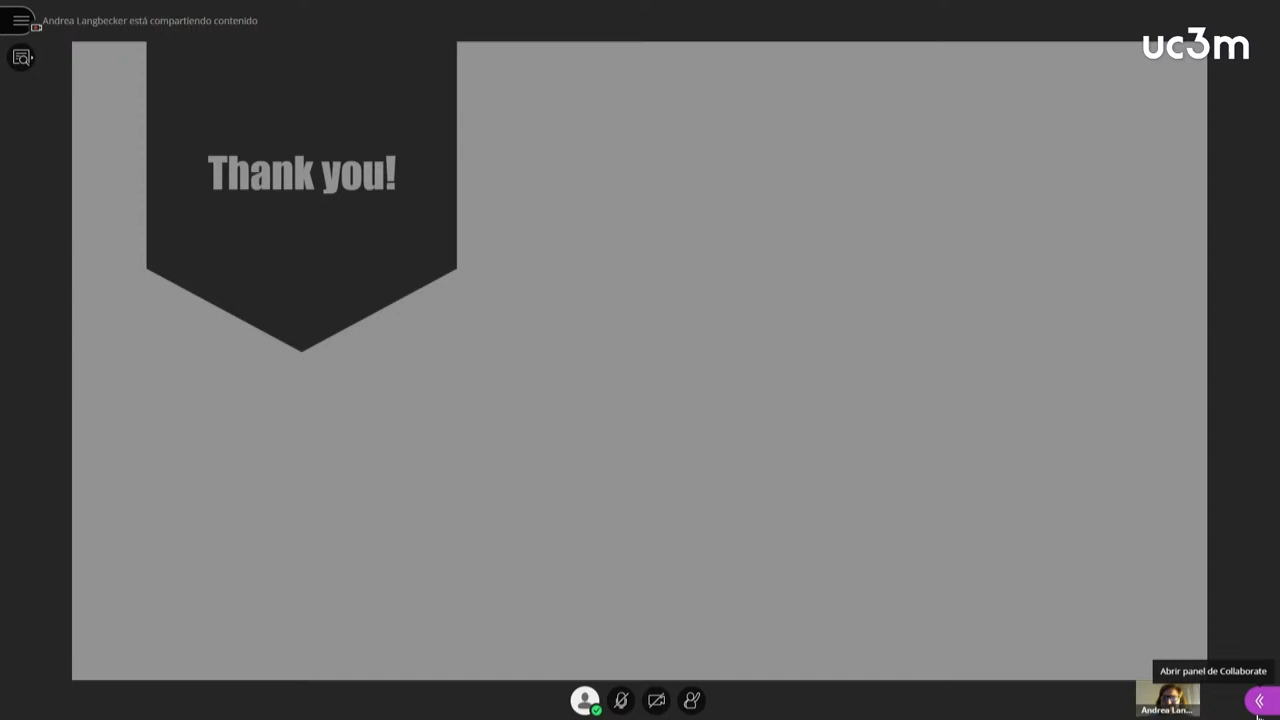 Andrea Langbecker está compartiendo contenido
uc3m
Thank you!
Abrir panel de Collaborate
Andrea Lan...